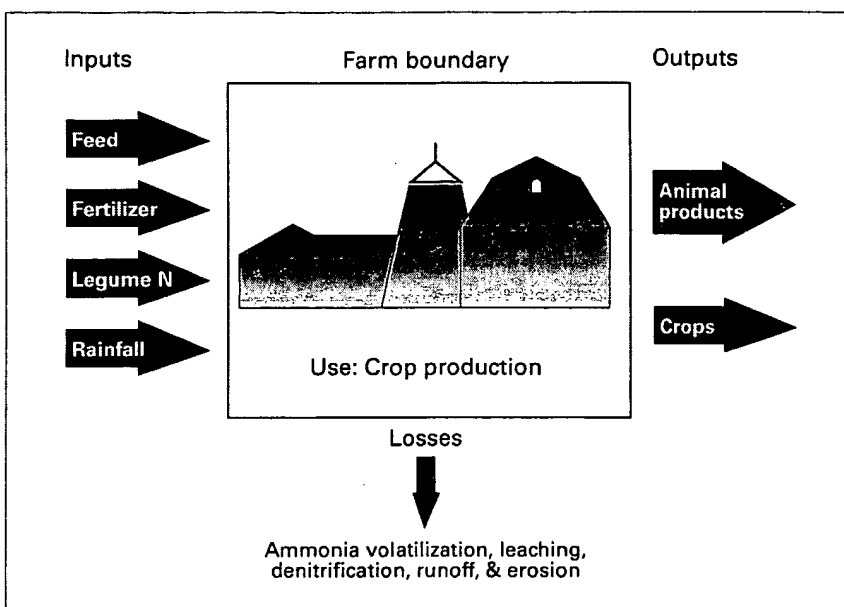 Inputs
Farm boundary
Outputs
Feed
Fertilizer
Legume N
Rainfall
Animal
products
Crops
Use: Crop production
Losses
Ammonia volatilization, leaching,
denitrification, runoff, & erosion